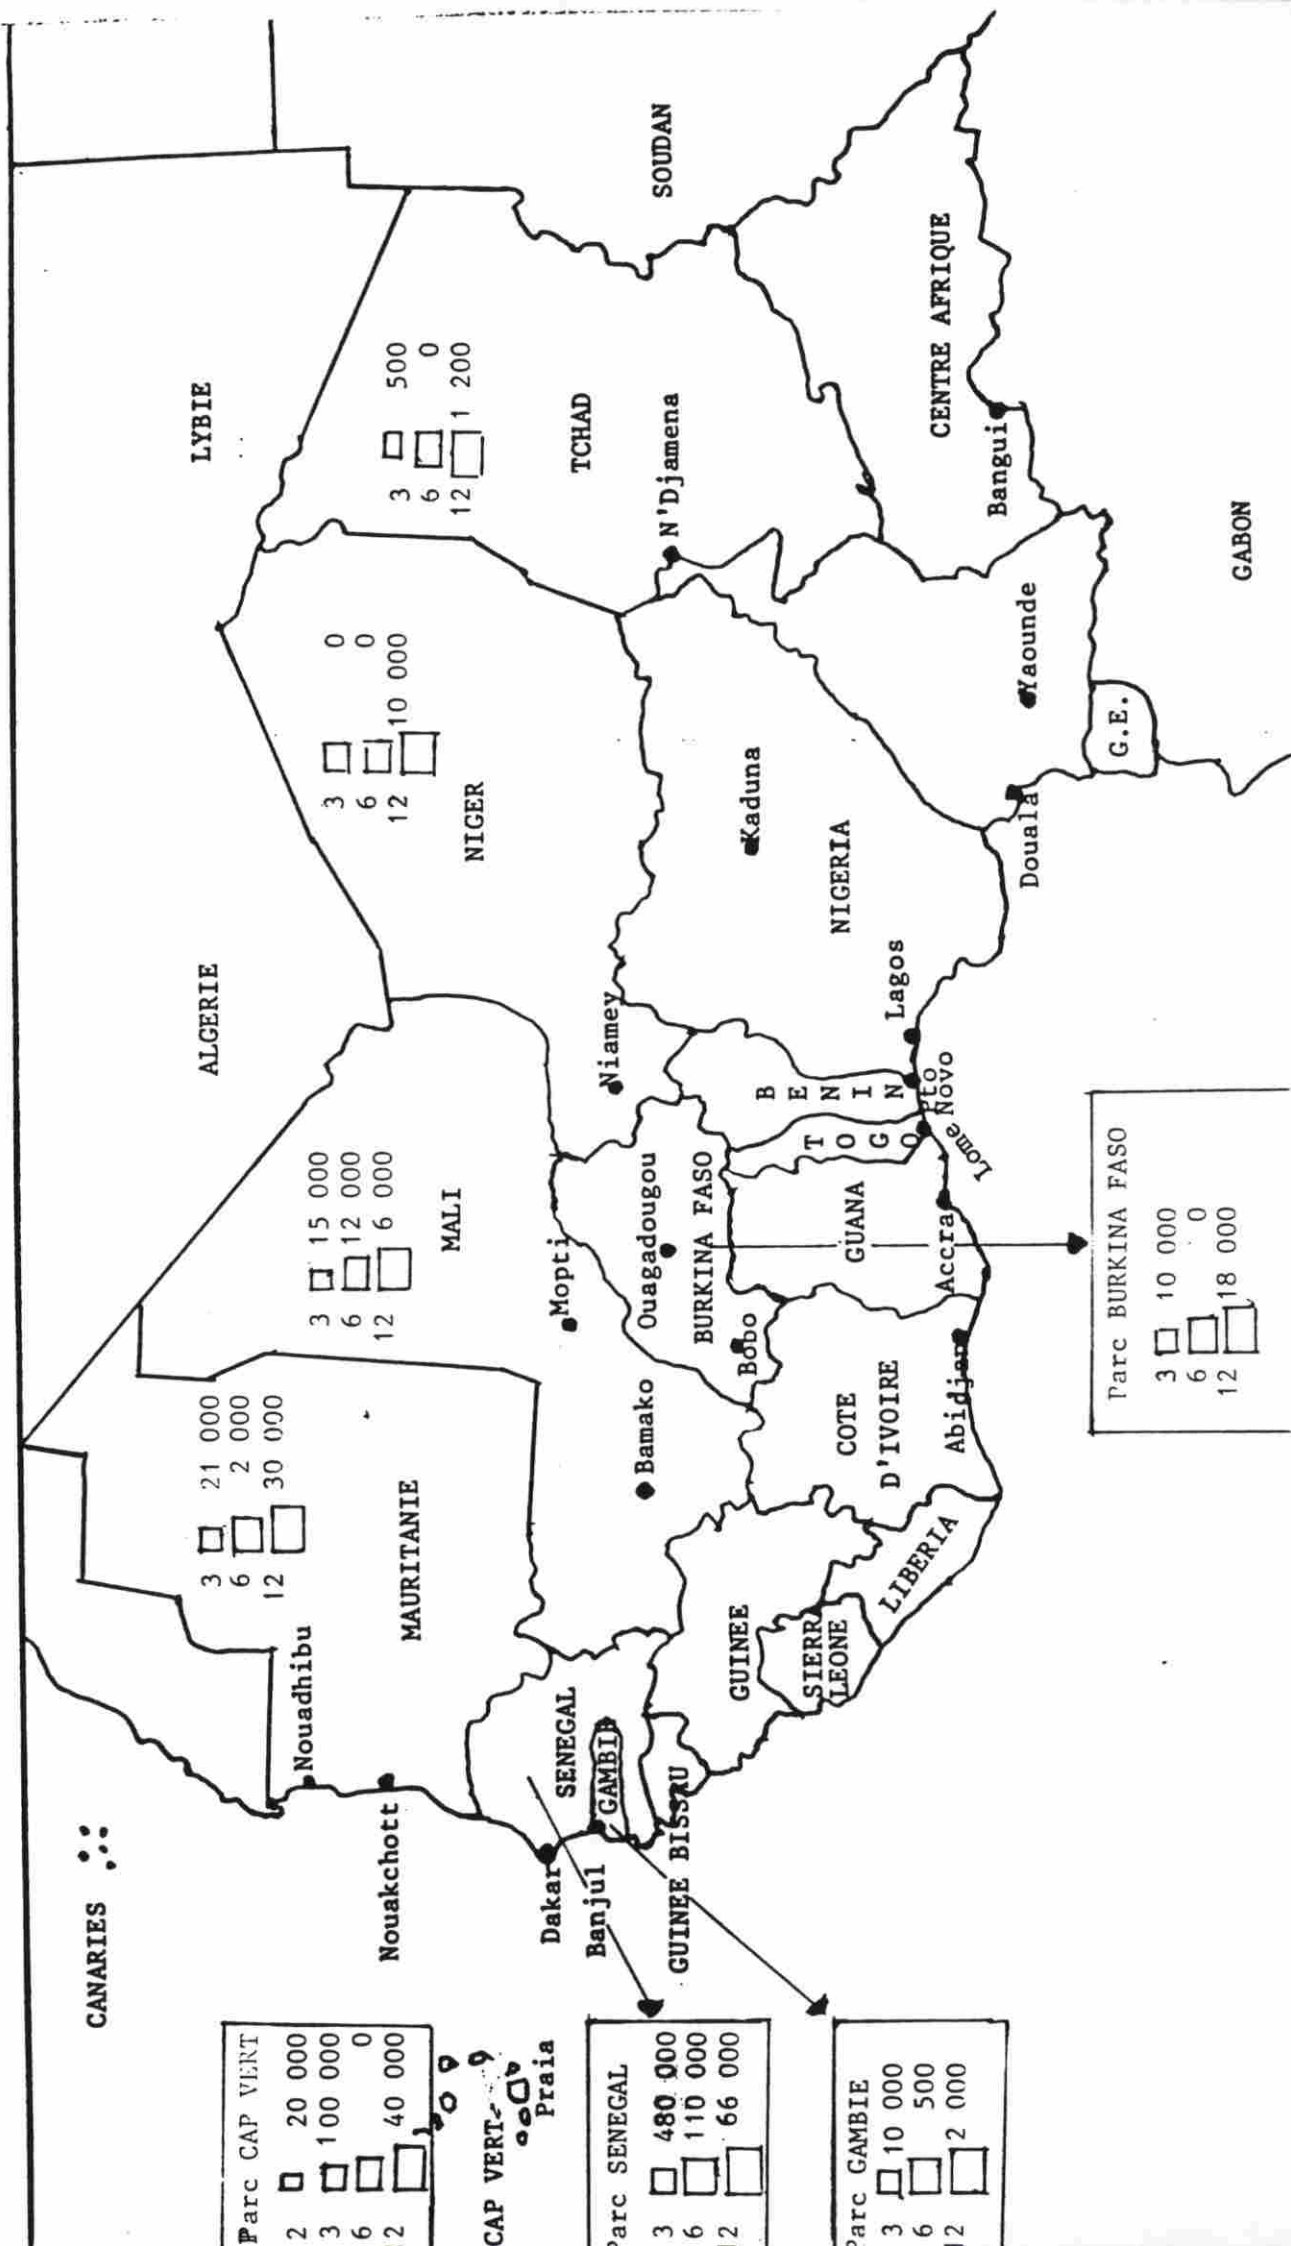 CANARIES
ALGERIE
LYBIE
SOUDAN
Parc CAP VERT
2 20 000
3 100 000
6 0
12 40 000
CAP VERT
Praia
Nouadhibu
Nouakchott
3 21 000
6 2 000
12 30 000
MAURITANIE
3 15 000
6 12 000
12 6 000
MALI
Mopti
Bamako
3 0
6 0
12 10 000
NIGER
Niamey
3 500
6 0
12 1 200
TCHAD
N'Djamena
Dakar
SENEGAL
Banjul
GAMBIE
GUINEE BISSAU
Parc SENEGAL
3 480 000
6 110 000
12 66 000
Parc GAMBIE
3 10 000
6 500
12 2 000
Ouagadougou
BURKINA FASO
Bobo
GUINEE
SIERRA
LEONE
LIBERIA
COTE
D'IVOIRE
Abidjan
GUANA
Accra
TOGO
Lome
BENIN
Pto
Novo
Kaduna
NIGERIA
Lagos
Douala
Yaounde
CENTRE AFRIQUE
Bangui
G.E.
GABON
Parc BURKINA FASO
3 10 000
6 0
12 18 000